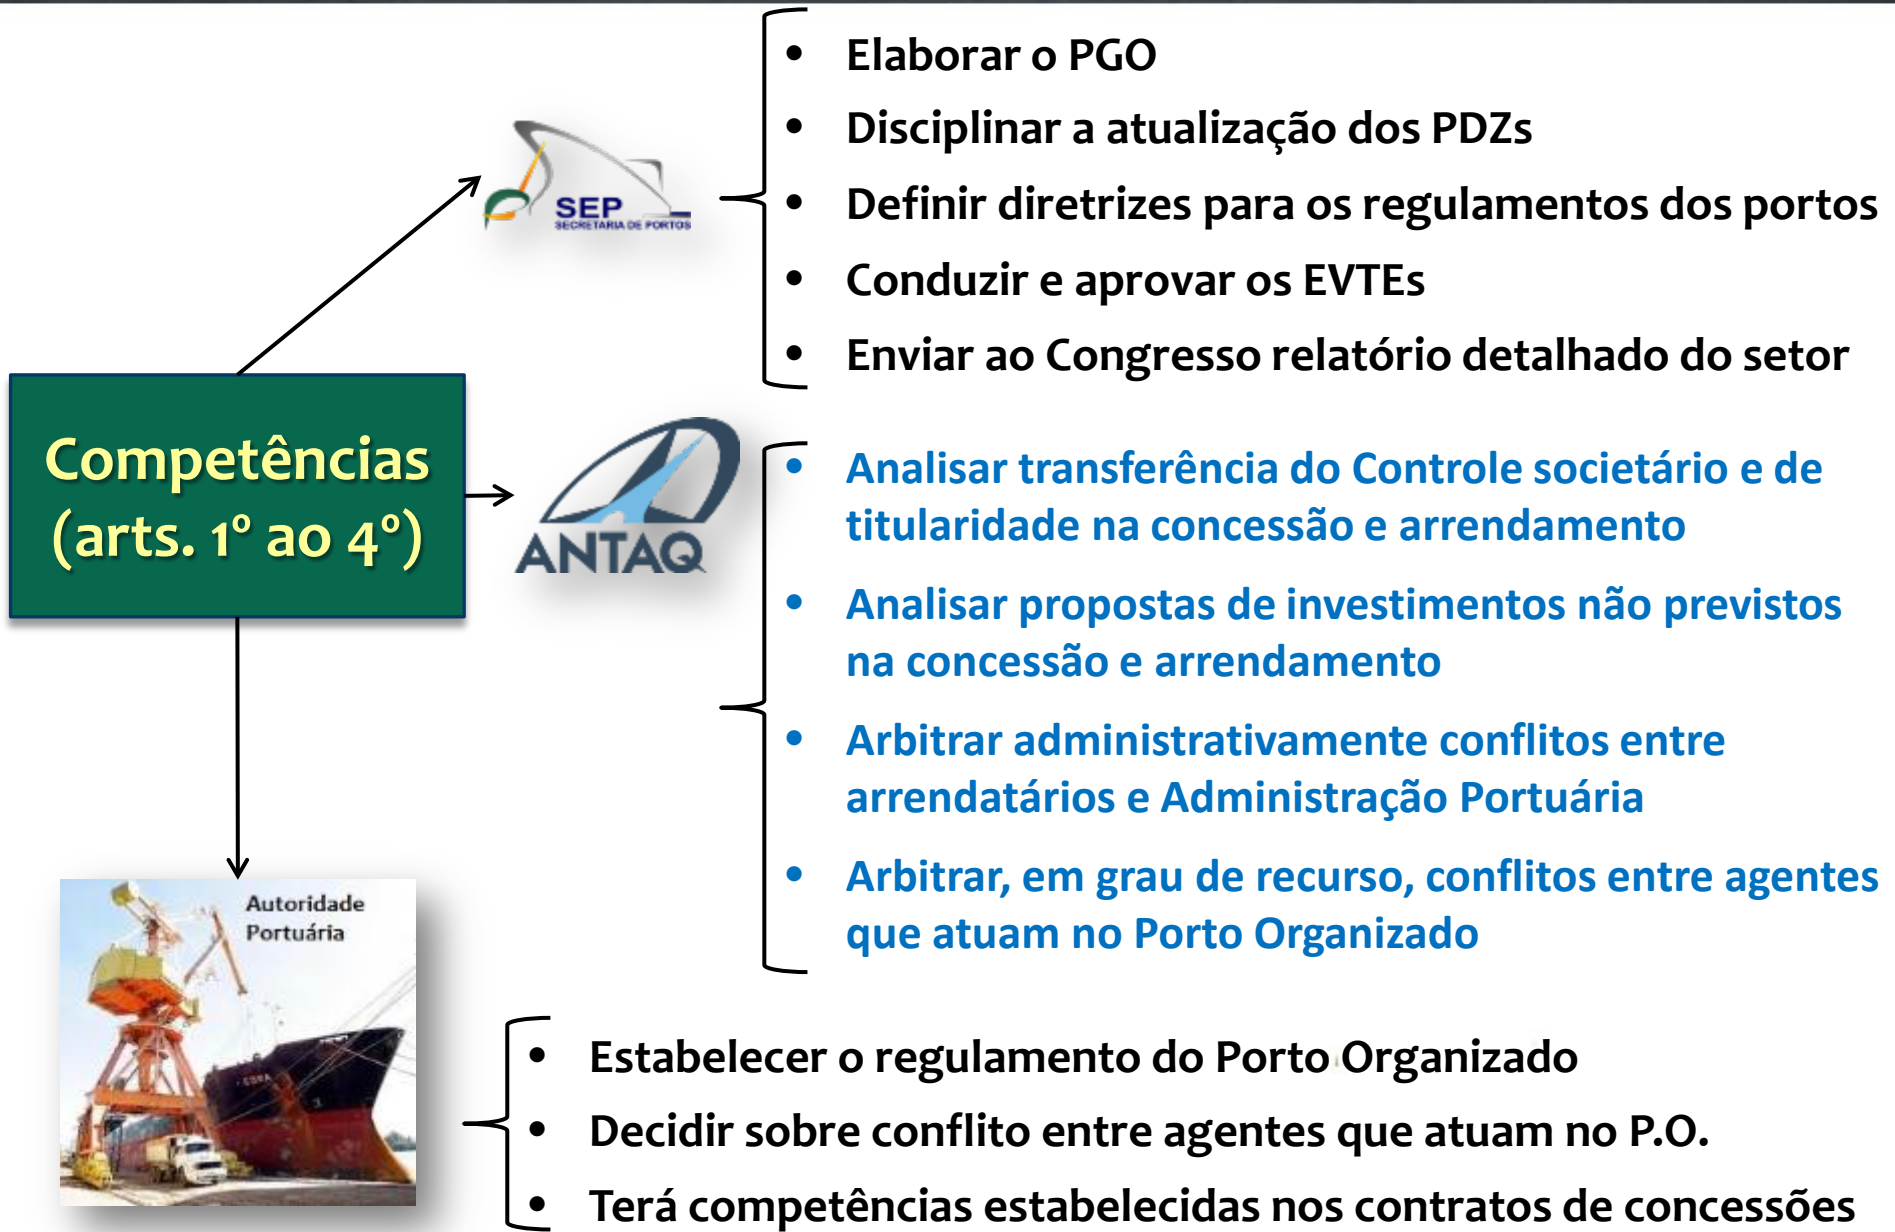 • Elaborar o PGO
• Disciplinar a atualização dos PDZs
• Definir diretrizes para os regulamentos dos portos
• Conduzir e aprovar os EVTEs
• Enviar ao Congresso relatório detalhado do setor
SEP
SECRETARIA DE PORTOS
Competências
(arts. 1º ao 4º)
ANTAQ
• Analisar transferência do Controle societário e de
titularidade na concessão e arrendamento
• Analisar propostas de investimentos não previstos
na concessão e arrendamento
• Arbitrar administrativamente conflitos entre
arrendatários e Administração Portuária
• Arbitrar, em grau de recurso, conflitos entre agentes
que atuam no Porto Organizado
Autoridade
Portuária
• Estabelecer o regulamento do Porto Organizado
• Decidir sobre conflito entre agentes que atuam no P.O.
• Terá competências estabelecidas nos contratos de concessões